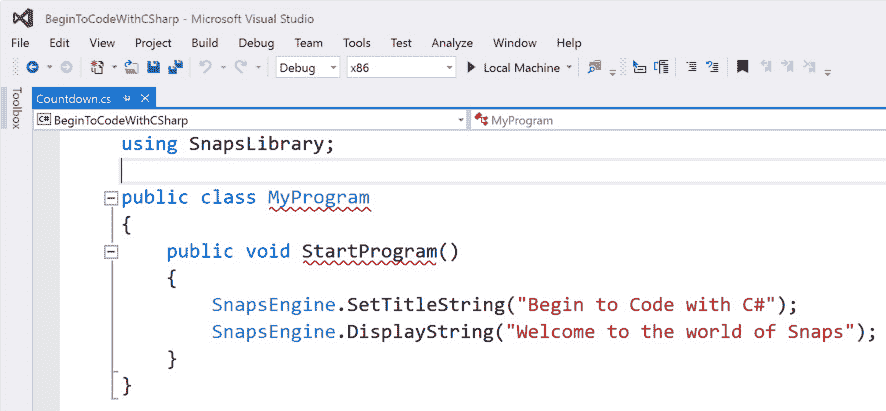 BeginToCodeWithCSharp - Microsoft Visual Studio
File Edit View Project Build Debug Team Tools Test Analyze Window Help
Debug x86 Local Machine
Toolbox
Countdown.cs
C# BeginToCodeWithCSharp MyProgram
using SnapsLibrary;
public class MyProgram
{
public void StartProgram()
{
SnapsEngine.SetTitleString("Begin to Code with C#");
SnapsEngine.DisplayString("Welcome to the world of Snaps");
}
}